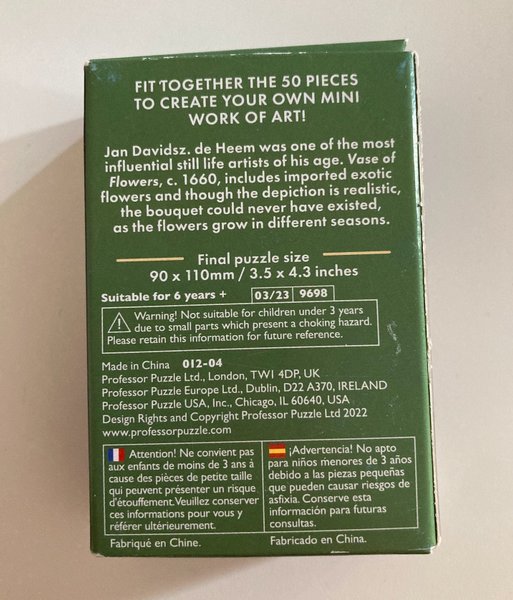 FIT TOGETHER THE 50 PIECES
TO CREATE YOUR OWN MINI
WORK OF ART!
Jan Davidsz. de Heem was one of the most
influential still life artists of his age. Vase of
Flowers, c. 1660, includes imported exotic
flowers and though the depiction is realistic,
the bouquet could never have existed,
as the flowers grow in different seasons.
Final puzzle size
90 x 110mm / 3.5 x 4.3 inches
Suitable for 6 years + 03/23 9698
Warning! Not suitable for children under 3 years
due to small parts which present a choking hazard.
Please retain this information for future reference.
Made in China 012-04
Professor Puzzle Ltd., London, TW1 4DP, UK
Professor Puzzle Europe Ltd., Dublin, D22 A370, IRELAND
Professor Puzzle USA, Inc., Chicago, IL 60640, USA
Design Rights and Copyright Professor Puzzle Ltd 2022
www.professorpuzzle.com
Attention! Ne convient pas
aux enfants de moins de 3 ans à
cause des pièces de petite taille
qui peuvent présenter un risque
d'étouffement. Veuillez conserver
ces informations pour vous y
référer ultérieurement.
Fabriqué en Chine.
¡Advertencia! No apto
para niños menores de 3 años
debido a las piezas pequeñas
que pueden causar riesgos de
asfixia. Conserve esta
información para futuras
consultas.
Fabricado en China.